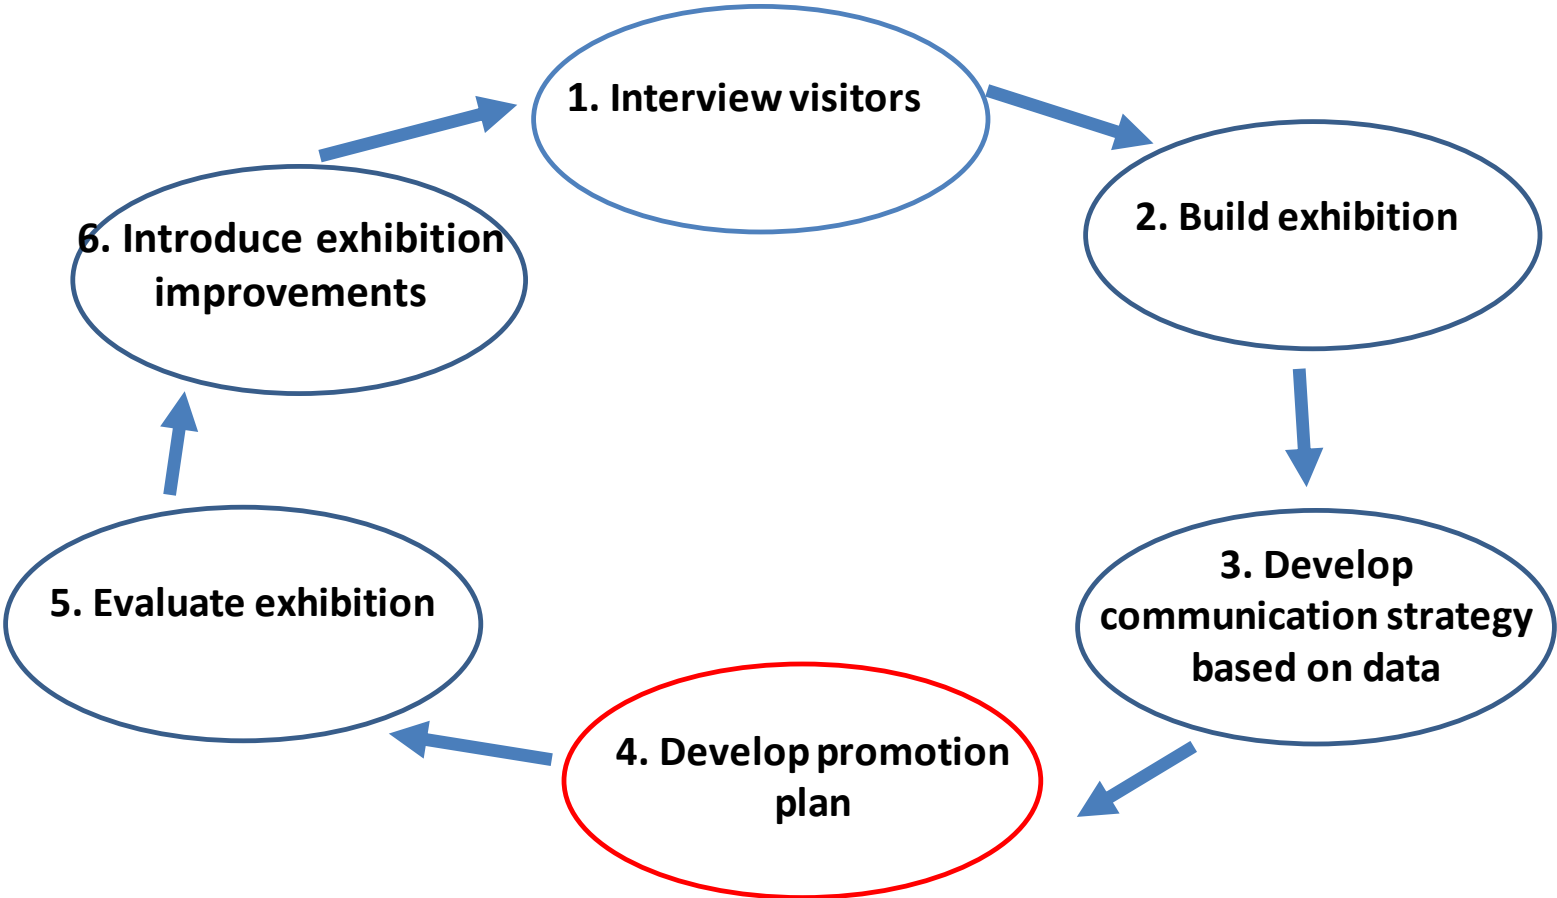 1. Interview visitors
2. Build exhibition
3. Develop
communication strategy
based on data
4. Develop promotion
plan
5. Evaluate exhibition
6. Introduce exhibition
improvements